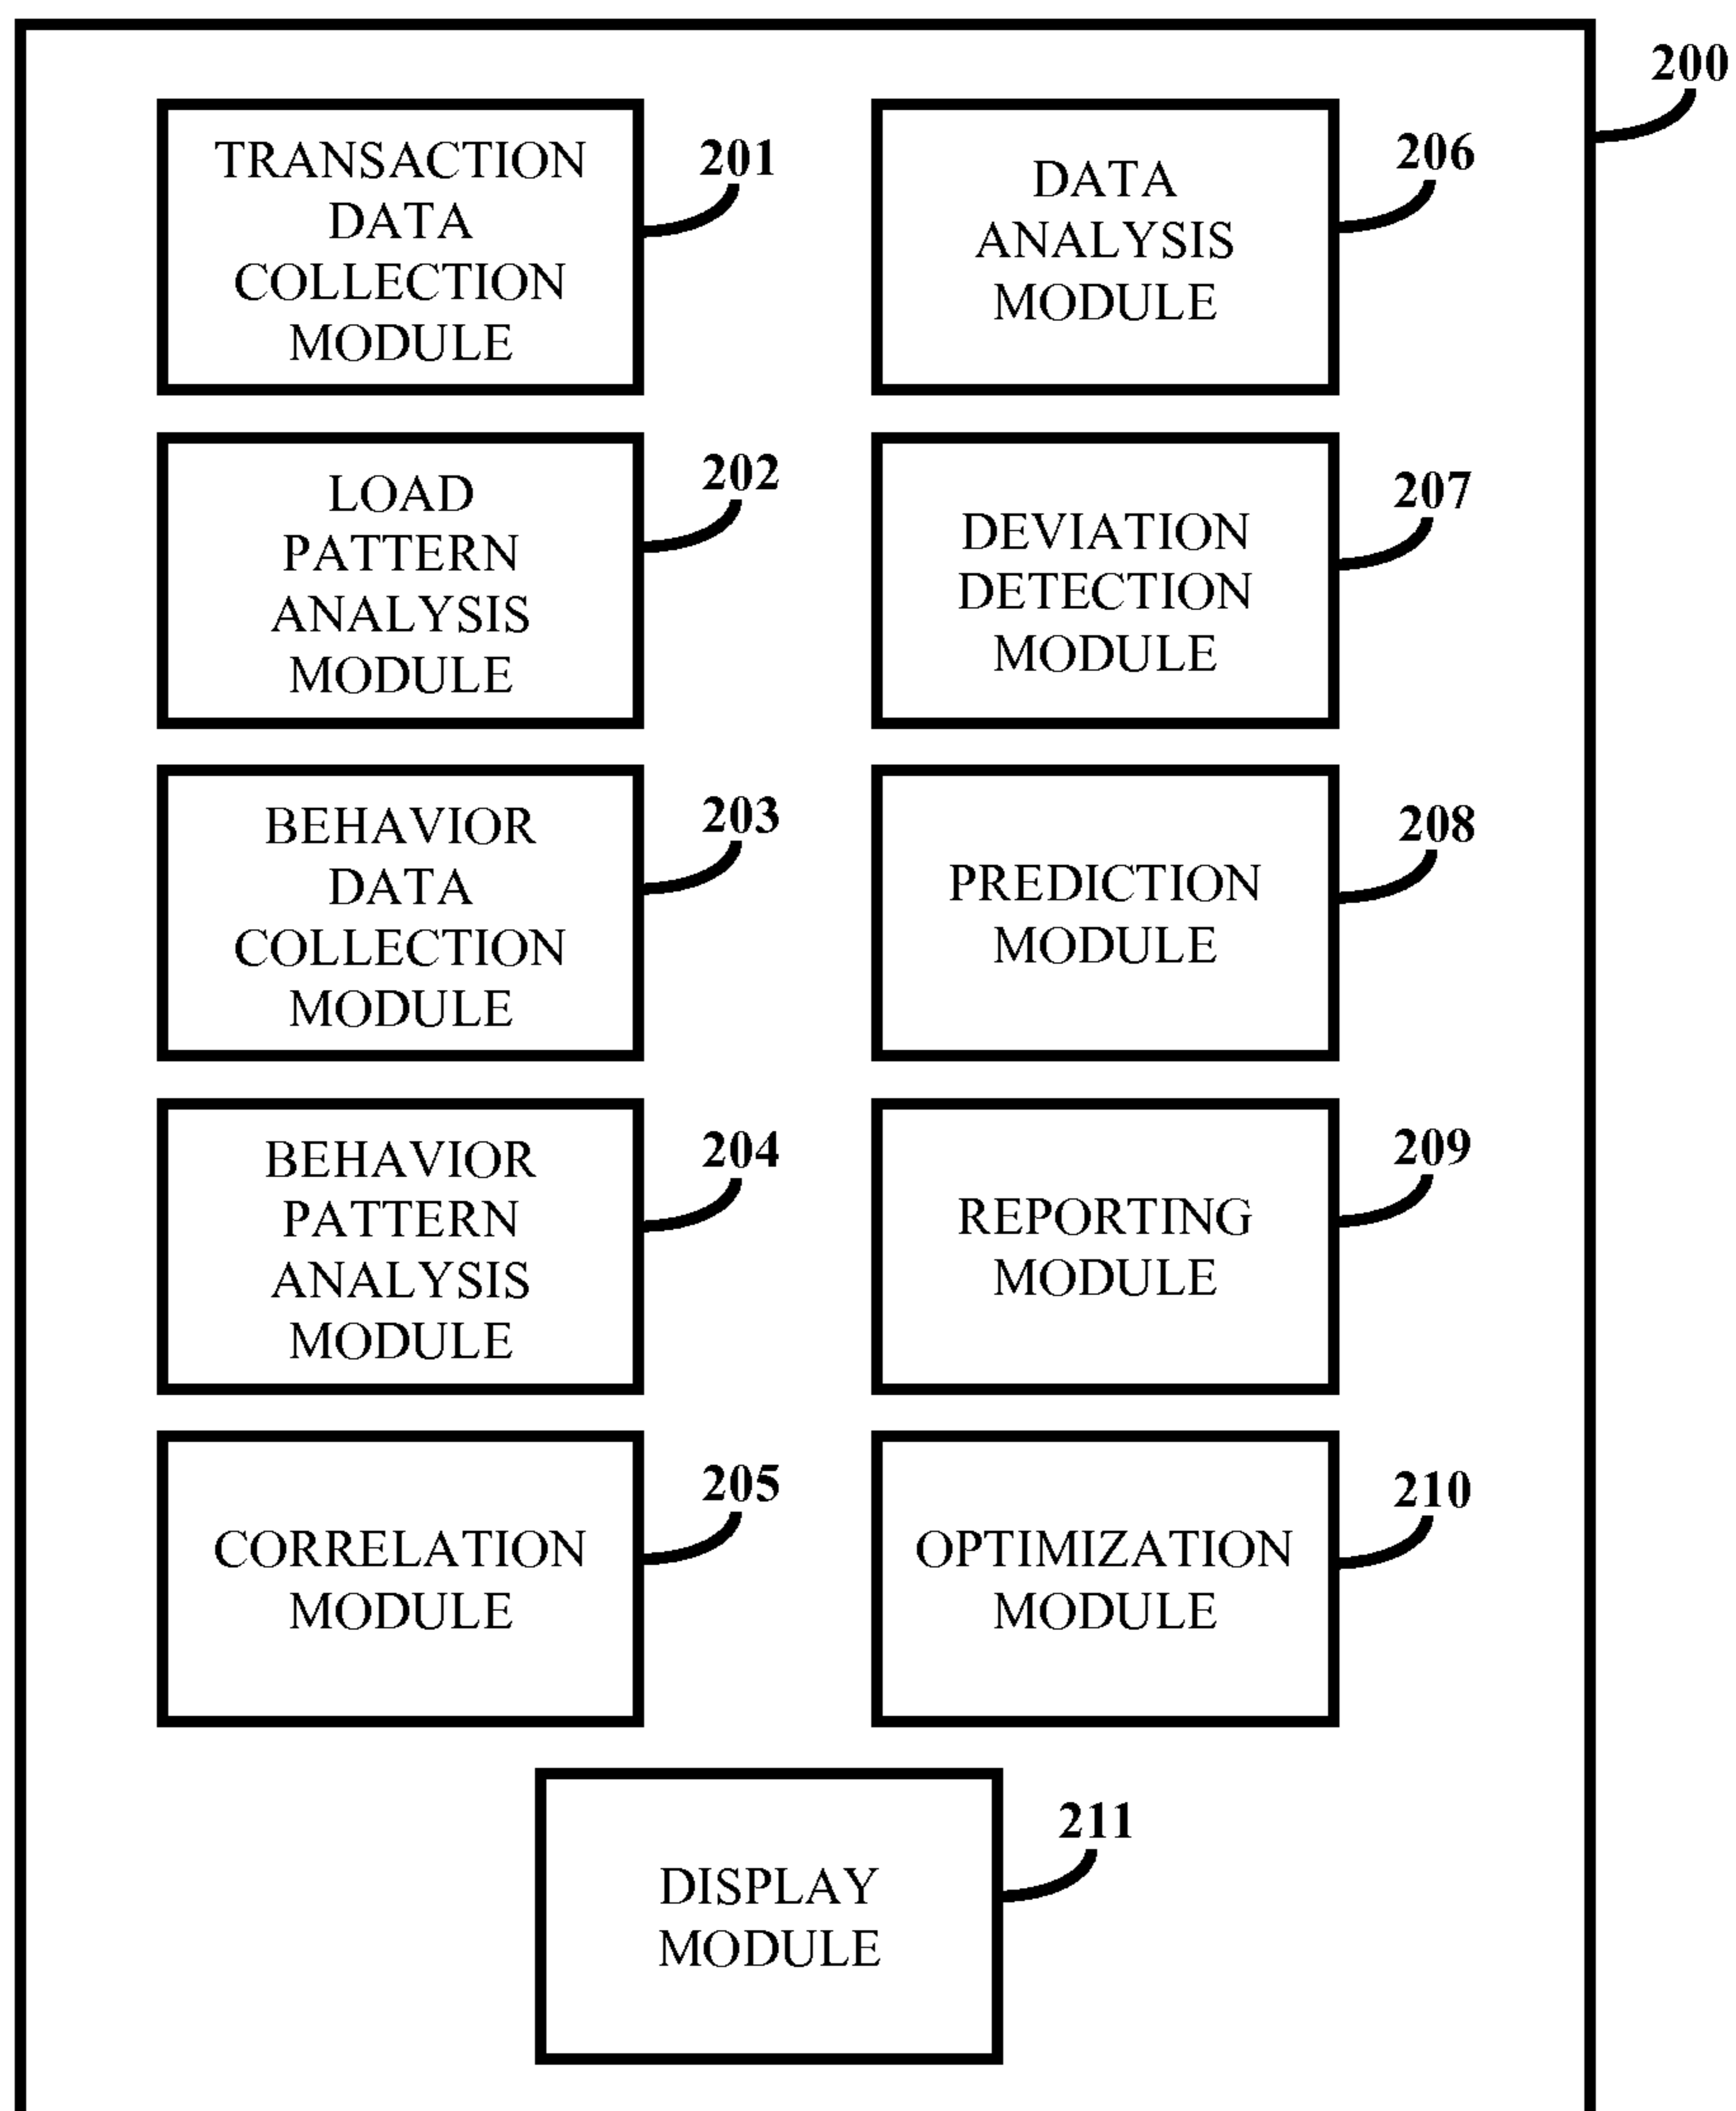 200
TRANSACTION
DATA
COLLECTION
MODULE
201
LOAD
PATTERN
ANALYSIS
MODULE
202
BEHAVIOR
DATA
COLLECTION
MODULE
203
BEHAVIOR
PATTERN
ANALYSIS
MODULE
204
CORRELATION
MODULE
205
DATA
ANALYSIS
MODULE
206
DEVIATION
DETECTION
MODULE
207
PREDICTION
MODULE
208
REPORTING
MODULE
209
OPTIMIZATION
MODULE
210
DISPLAY
MODULE
211